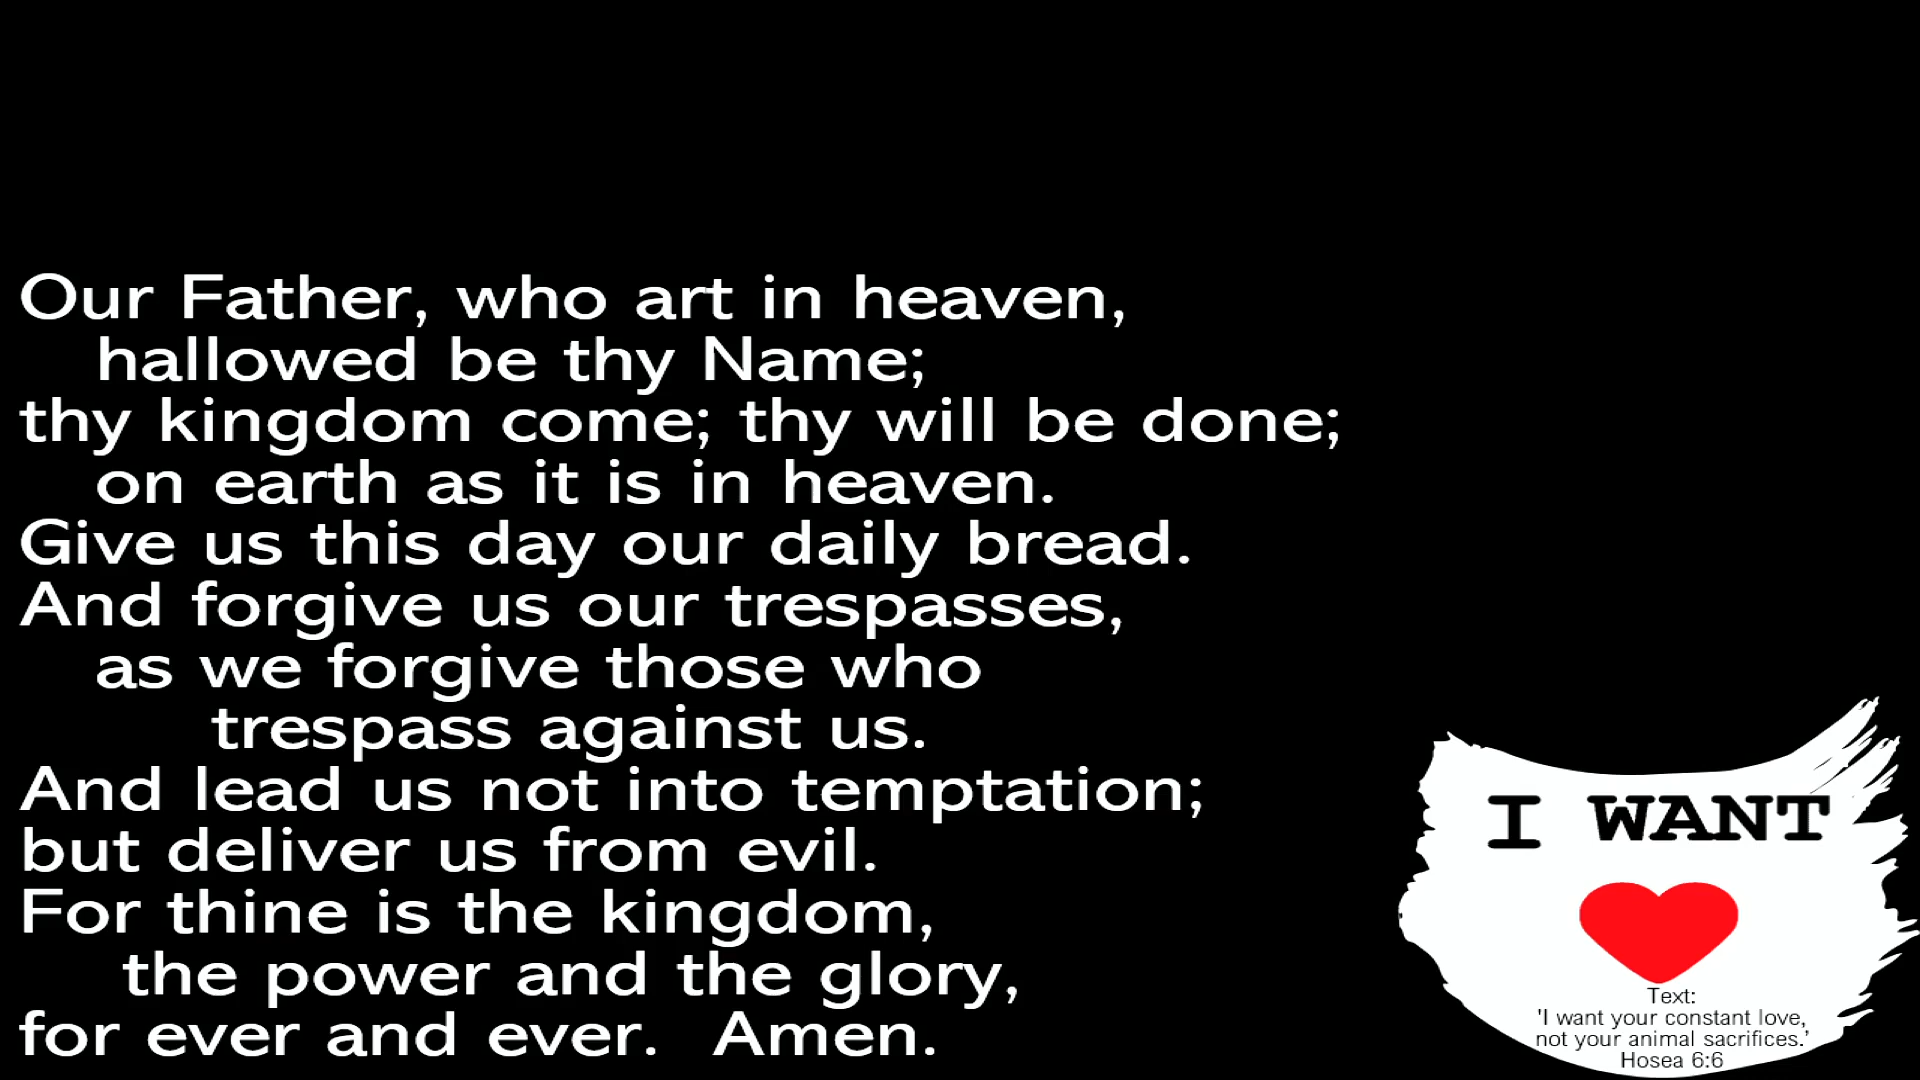 Our Father, who art in heaven,
hallowed be thy Name;
thy kingdom come; thy will be done;
on earth as it is in heaven.
Give us this day our daily bread.
And forgive us our trespasses,
as we forgive those who
trespass against us.
And lead us not into temptation;
but deliver us from evil.
For thine is the kingdom,
the power and the glory,
for ever and ever. Amen.
I WANT
Text:
'I want your constant love,
not your animal sacrifices.'
Hosea 6:6